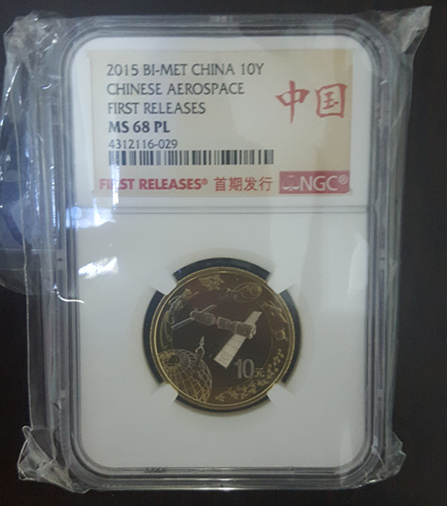 2015 BI-MET CHINA 10Y
CHINESE AEROSPACE
FIRST RELEASES
MS 68 PL
4312116-029
中国
FIRST RELEASES® 首期发行 NGC®
10元